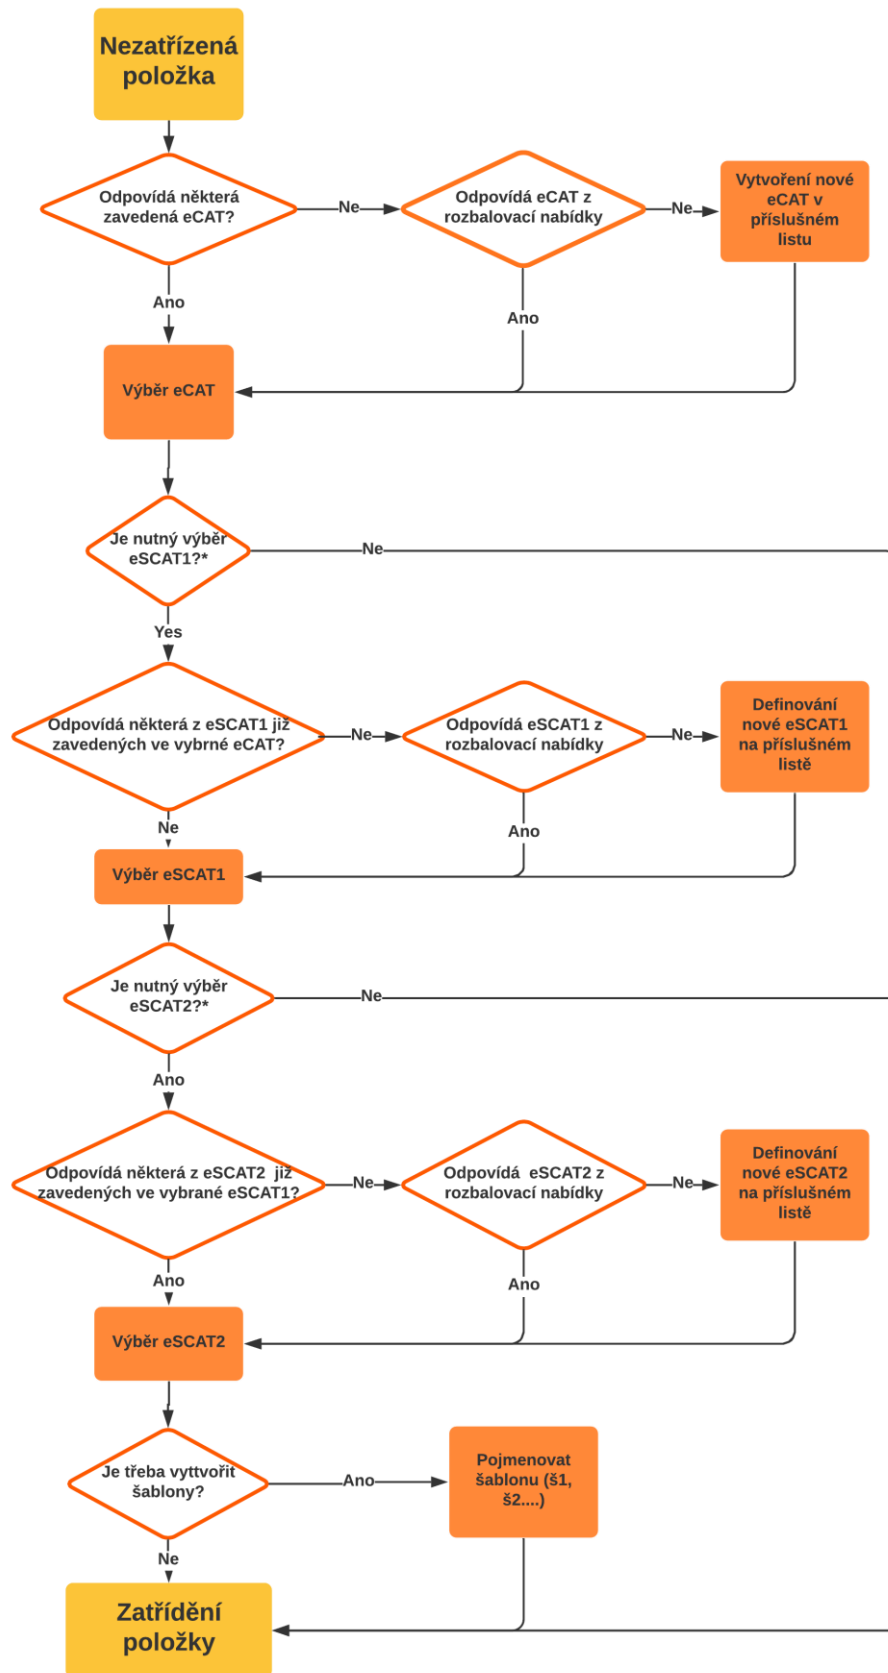 Nezatřízená
položka
Odpovídá některá
zavedená eCAT?
Ne
Odpovídá eCAT z
rozbalovací nabídky
Ne
Vytvoření nové
eCAT v
příslušném
listu
Ano
Ano
Výběr eCAT
Je nutný výběr
eSCAT1?*
Ne
Yes
Odpovídá některá z eSCAT1 již
zavedených ve vybrné eCAT?
Ne
Odpovídá eSCAT1 z
rozbalovací nabídky
Ne
Definování
nové eSCAT1
na příslušném
listě
Ne
Ano
Výběr eSCAT1
Je nutný výběr
eSCAT2?*
Ne
Ano
Odpovídá některá z eSCAT2 již
zavedených ve vybrané eSCAT1?
Ne
Odpovídá eSCAT2 z
rozbalovací nabídky
Ne
Definování
nové eSCAT2
na příslušném
listě
Ano
Ano
Výběr eSCAT2
Je třeba vyttvořit
šablony?
Ano
Pojmenovat
šablonu (š1,
š2....)
Ne
Zatřídění
položky